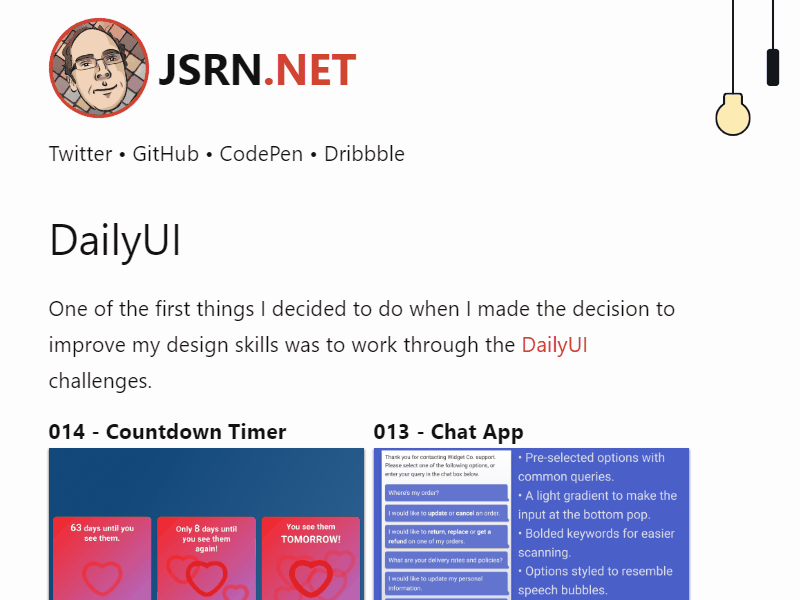 JSRN.NET
Twitter • GitHub • CodePen • Dribbble
DailyUI
One of the first things I decided to do when I made the decision to
improve my design skills was to work through the DailyUI
challenges.
014 - Countdown Timer
63 days until you
see them.
Only 8 days until
you see them
again!
You see them
TOMORROW!
013 - Chat App
Thank you for contacting Widget Co. support.
Please select one of the following options, or
enter your query in the chat box below.
Where's my order?
I would like to update or cancel an order.
I would like to return, replace or get a
refund on one of my orders.
What are your delivery rates and policies?
I would like to update my personal
information.
• Pre-selected options with
common queries.
• A light gradient to make the
input at the bottom pop.
• Bolded keywords for easier
scanning.
• Options styled to resemble
speech bubbles.